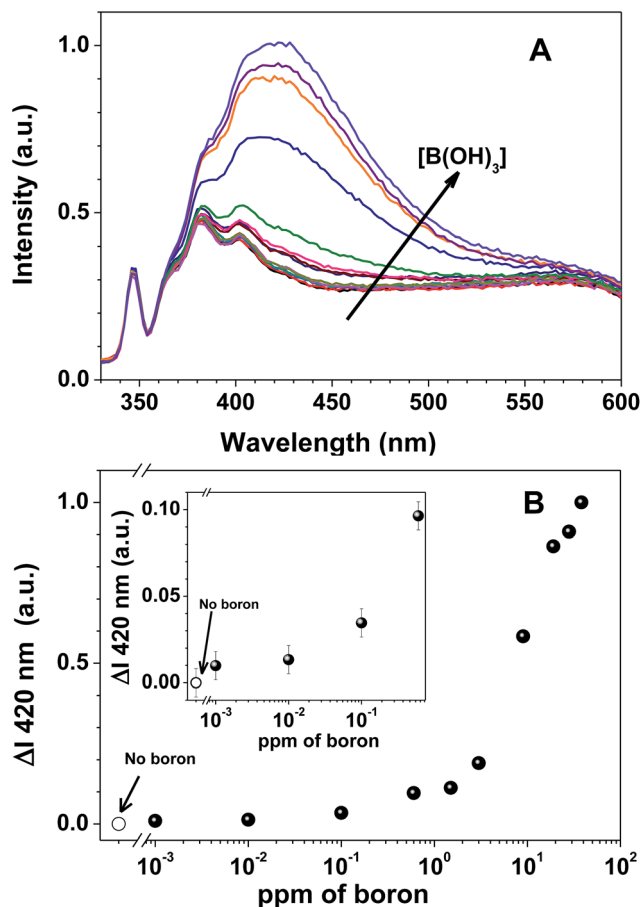 A
1.0
0.5
0.0
Intensity (a.u.)
[B(OH)₃]
350 400 450 500 550 600
Wavelength (nm)
B
1.0
0.5
0.0
ΔI 420 nm (a.u.)
No boron
10⁻³ 10⁻² 10⁻¹ 10⁰ 10¹ 10²
ppm of boron
0.10
0.05
0.00
ΔI 420 nm (a.u.)
No boron
10⁻³ 10⁻² 10⁻¹
ppm of boron